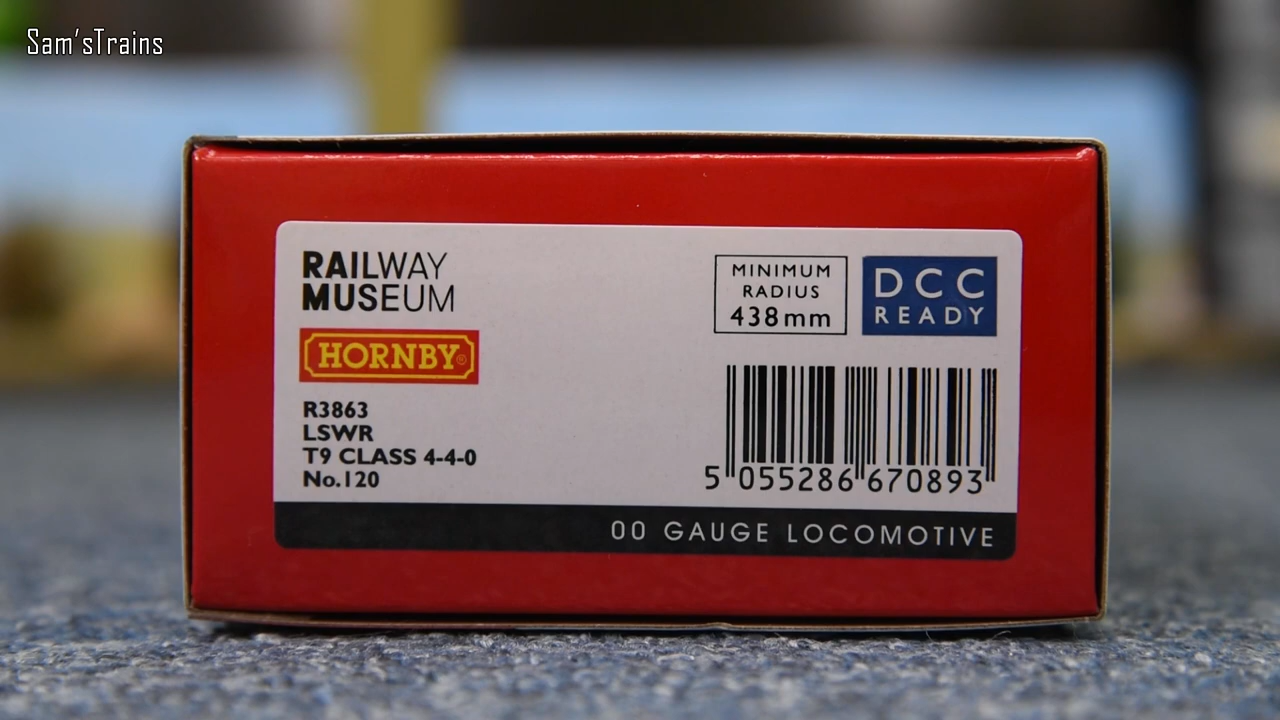 Sam'sTrains
RAILWAY
MUSEUM
HORNBY®
R3863
LSWR
T9 CLASS 4-4-0
No.120
MINIMUM
RADIUS
438mm
DCC
READY
5 055286 670893
00 GAUGE LOCOMOTIVE